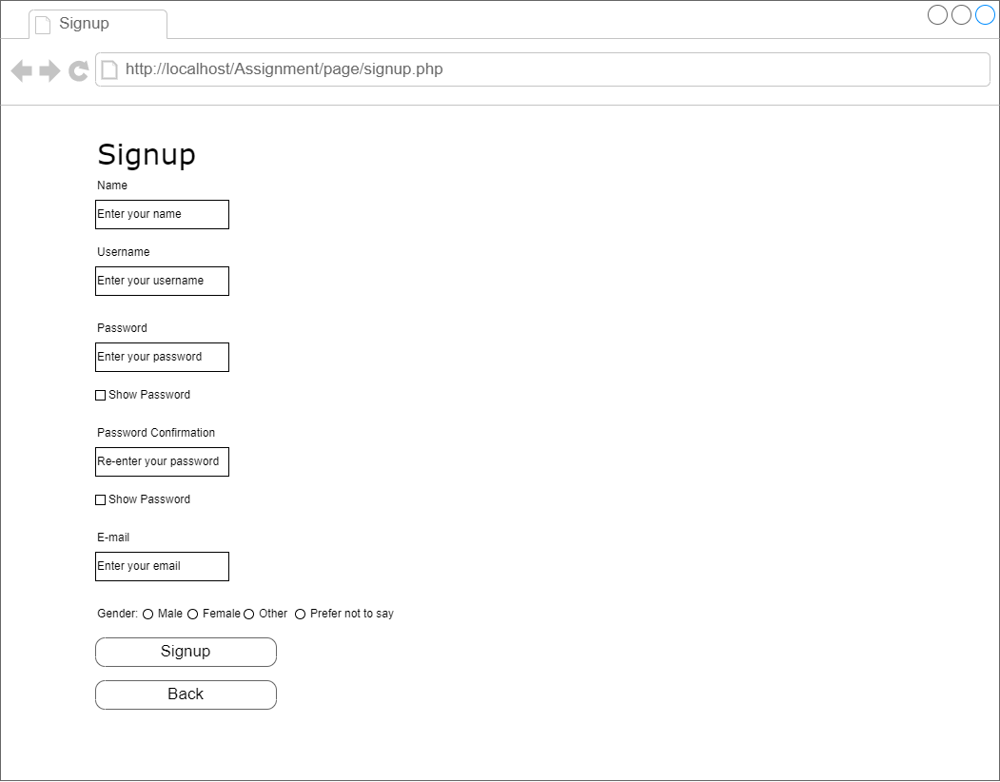 Signup
http://localhost/Assignment/page/signup.php
Signup
Name
Enter your name
Username
Enter your username
Password
Enter your password
Show Password
Password Confirmation
Re-enter your password
Show Password
E-mail
Enter your email
Gender: Male Female Other Prefer not to say
Signup
Back